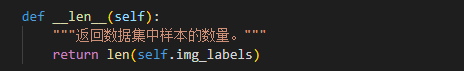 def __len__(self):
    """返回数据集中样本的数量。"""
    return len(self.img_labels)